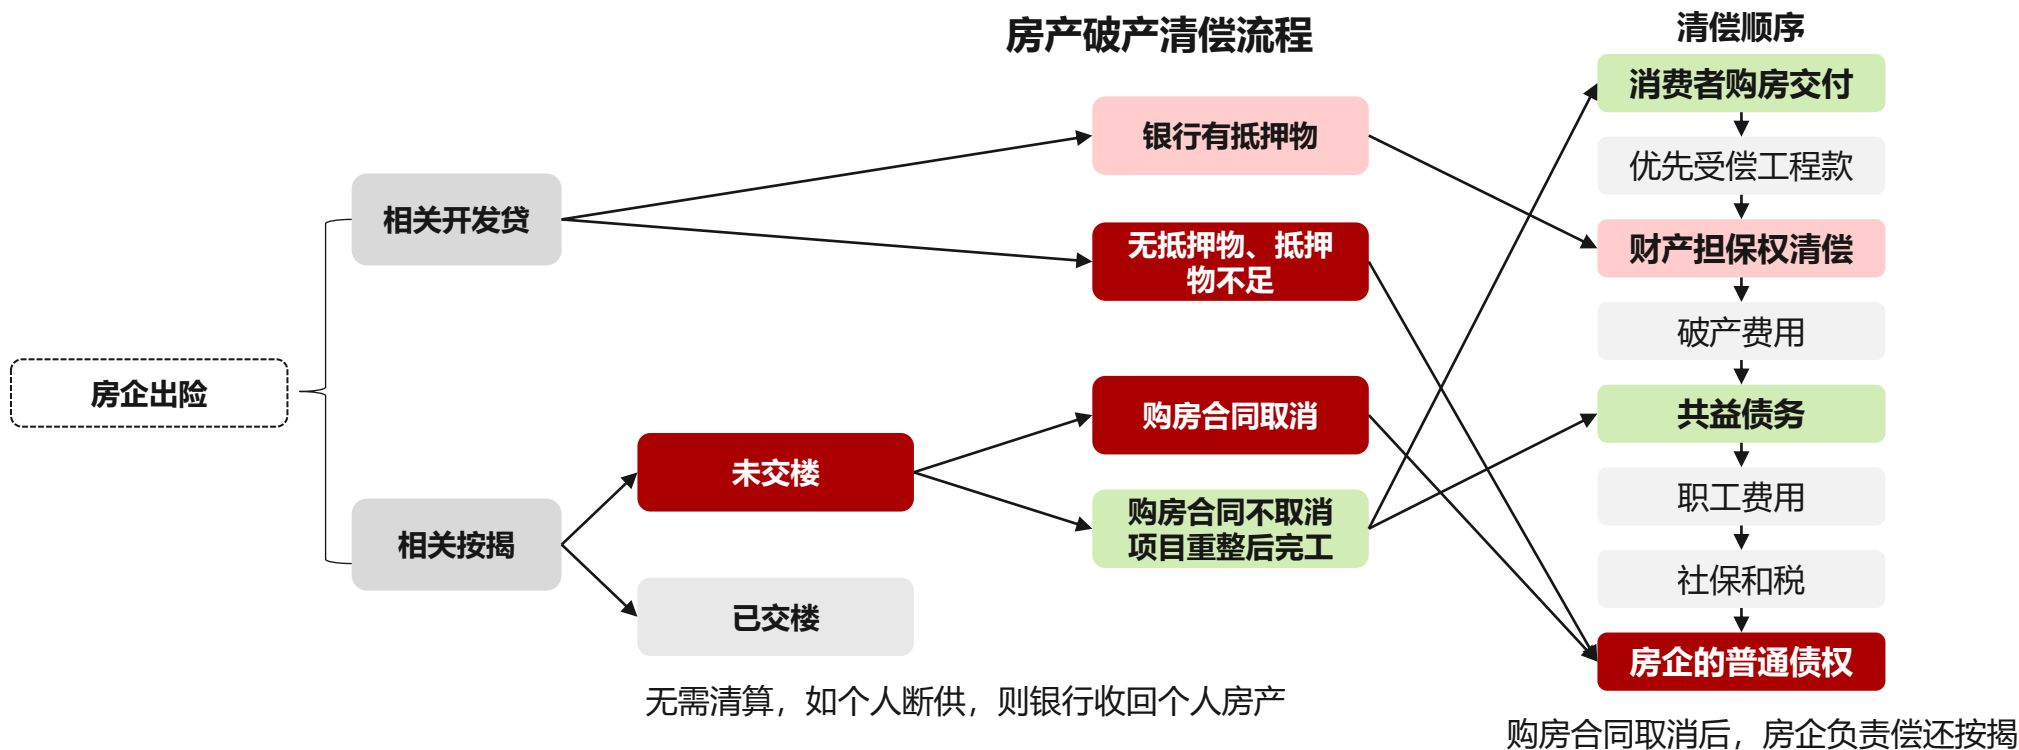 房产破产清偿流程
清偿顺序
房企出险
相关开发贷
相关按揭
未交楼
已交楼
无需清算，如个人断供，则银行收回个人房产
银行有抵押物
无抵押物、抵押
物不足
购房合同取消
购房合同不取消
项目重整后完工
消费者购房交付
优先受偿工程款
财产担保权清偿
破产费用
共益债务
职工费用
社保和税
房企的普通债权
购房合同取消后，房企负责偿还按揭